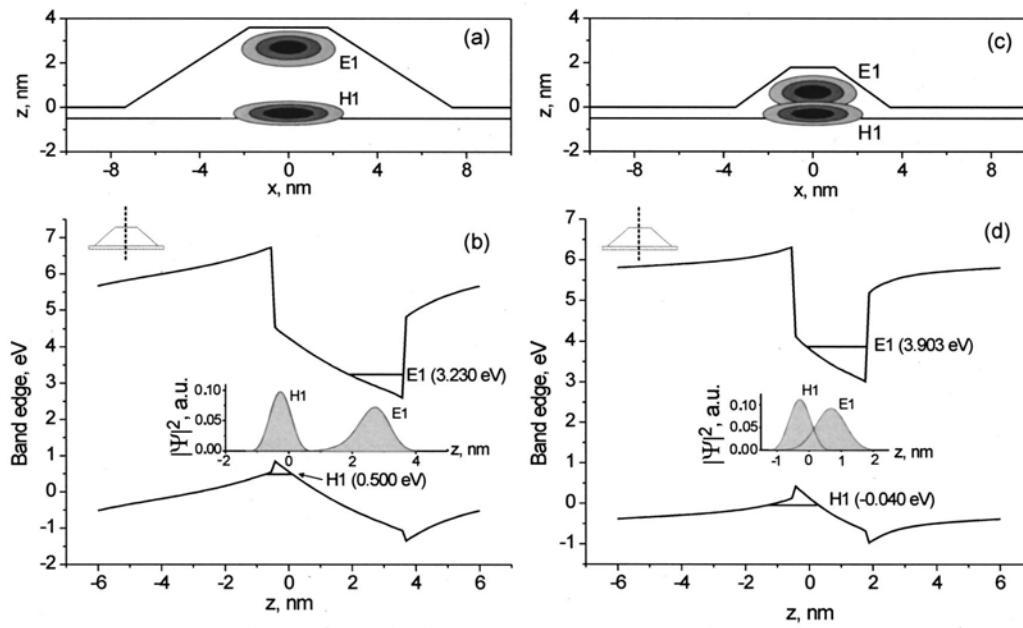 4
2
0
-2
z, nm
-8
-4
0
4
8
x, nm
(a)
E1
H1
4
2
0
-2
z, nm
-8
-4
0
4
8
x, nm
(c)
E1
H1
7
6
5
4
3
2
1
0
-1
-2
Band edge, eV
-6
-4
-2
0
2
4
6
z, nm
(b)
E1 (3.230 eV)
0.10
0.05
0.00
|Ψ|², a.u.
H1
E1
-2
0
2
4
z, nm
H1 (0.500 eV)
7
6
5
4
3
2
1
0
-1
Band edge, eV
-6
-4
-2
0
2
4
6
z, nm
(d)
E1 (3.903 eV)
0.10
0.05
0.00
|Ψ|², a.u.
H1
E1
-1
0
1
2
z, nm
H1 (-0.040 eV)